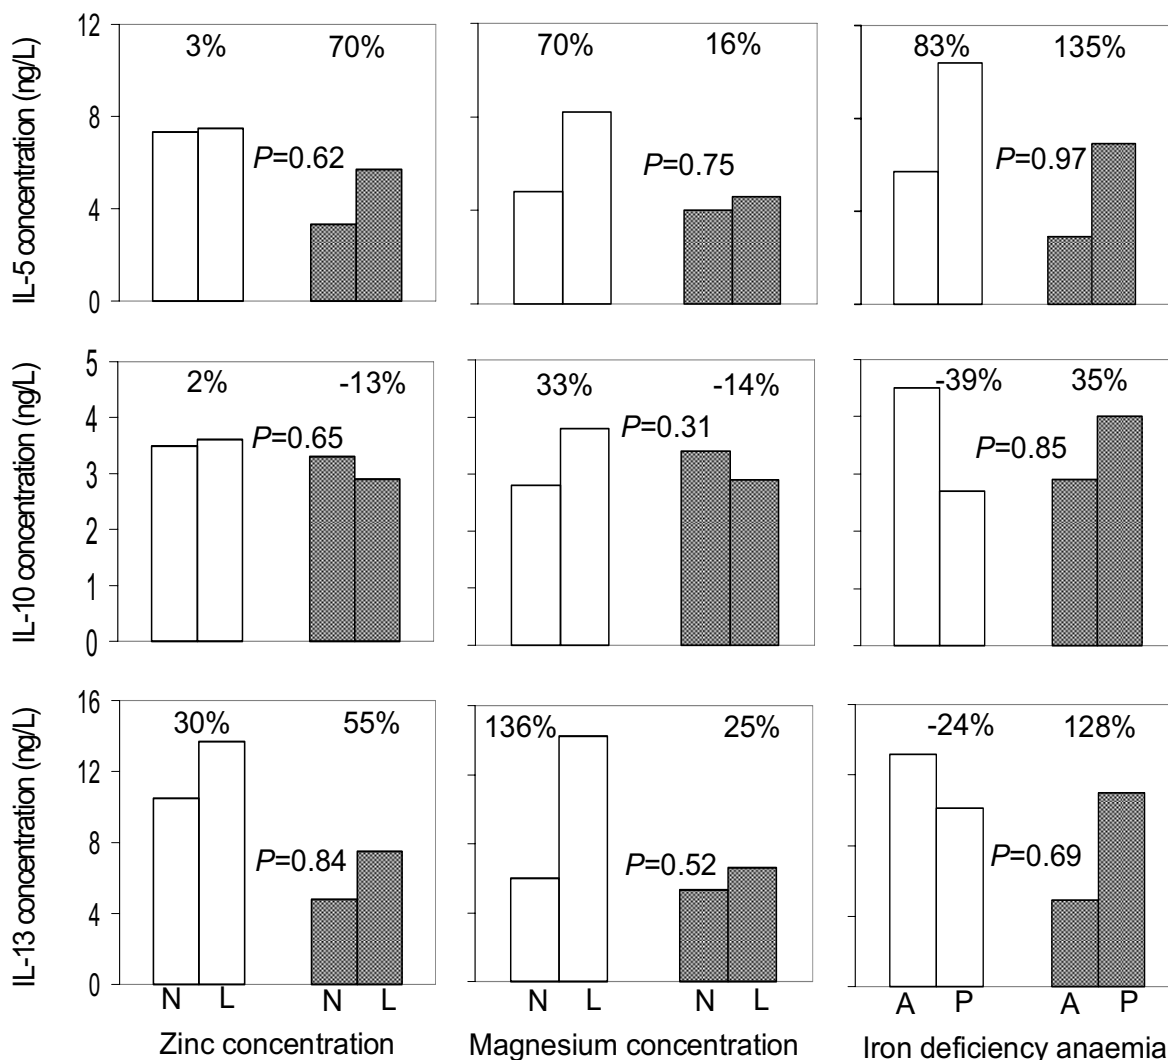 IL-5 concentration (ng/L)
12
8
4
0
3% 70%
P=0.62
70% 16%
P=0.75
83% 135%
P=0.97
IL-10 concentration (ng/L)
5
4
3
2
1
0
2% -13%
P=0.65
33% -14%
P=0.31
-39% 35%
P=0.85
IL-13 concentration (ng/L)
16
12
8
4
0
30% 55%
P=0.84
136% 25%
P=0.52
-24% 128%
P=0.69
N L N L
N L N L
A P A P
Zinc concentration
Magnesium concentration
Iron deficiency anaemia